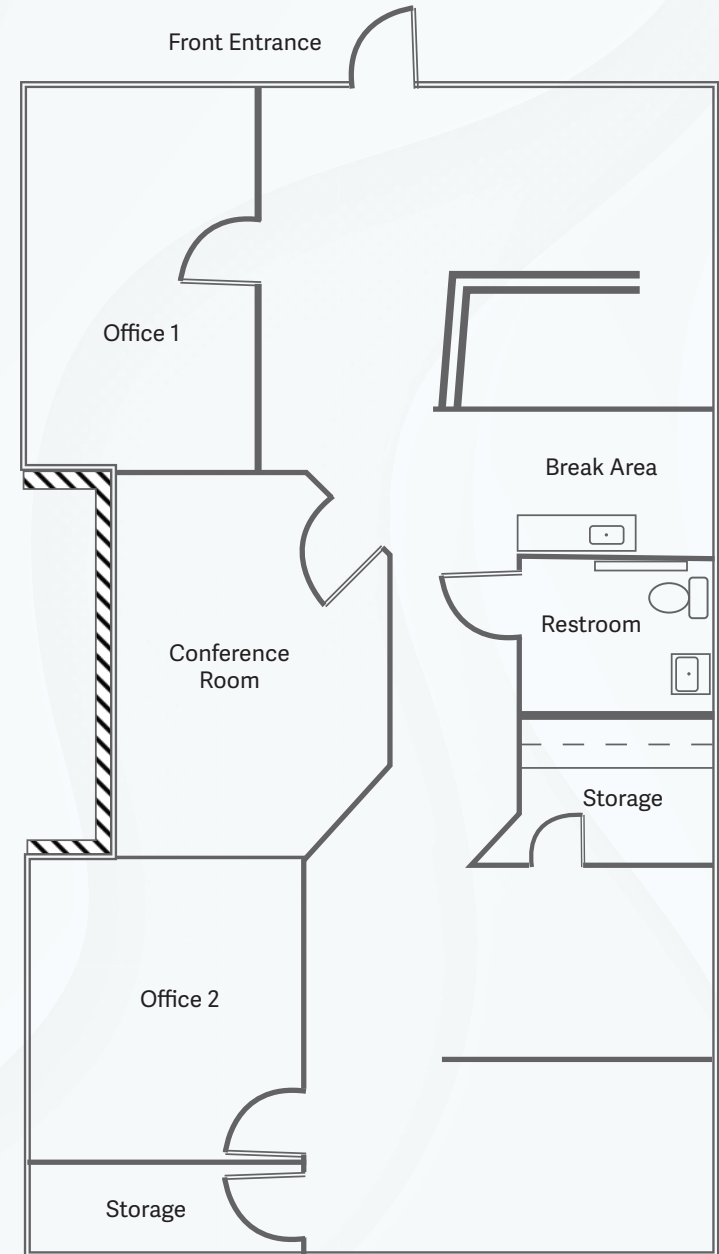 Front Entrance
Office 1
Break Area
Restroom
Conference
Room
Storage
Office 2
Storage